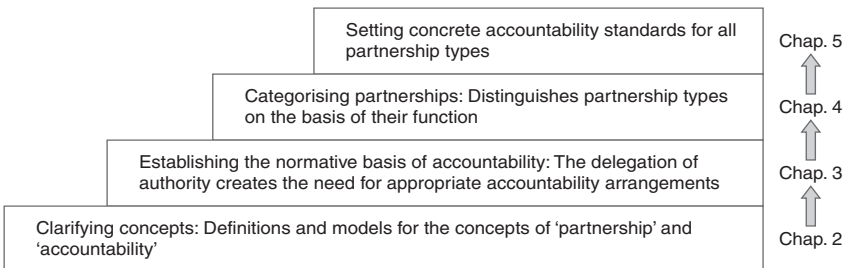 Setting concrete accountability standards for all
partnership types
Chap. 5
Categorising partnerships: Distinguishes partnership types
on the basis of their function
Chap. 4
Establishing the normative basis of accountability: The delegation of
authority creates the need for appropriate accountability arrangements
Chap. 3
Clarifying concepts: Definitions and models for the concepts of ‘partnership’ and
‘accountability’
Chap. 2